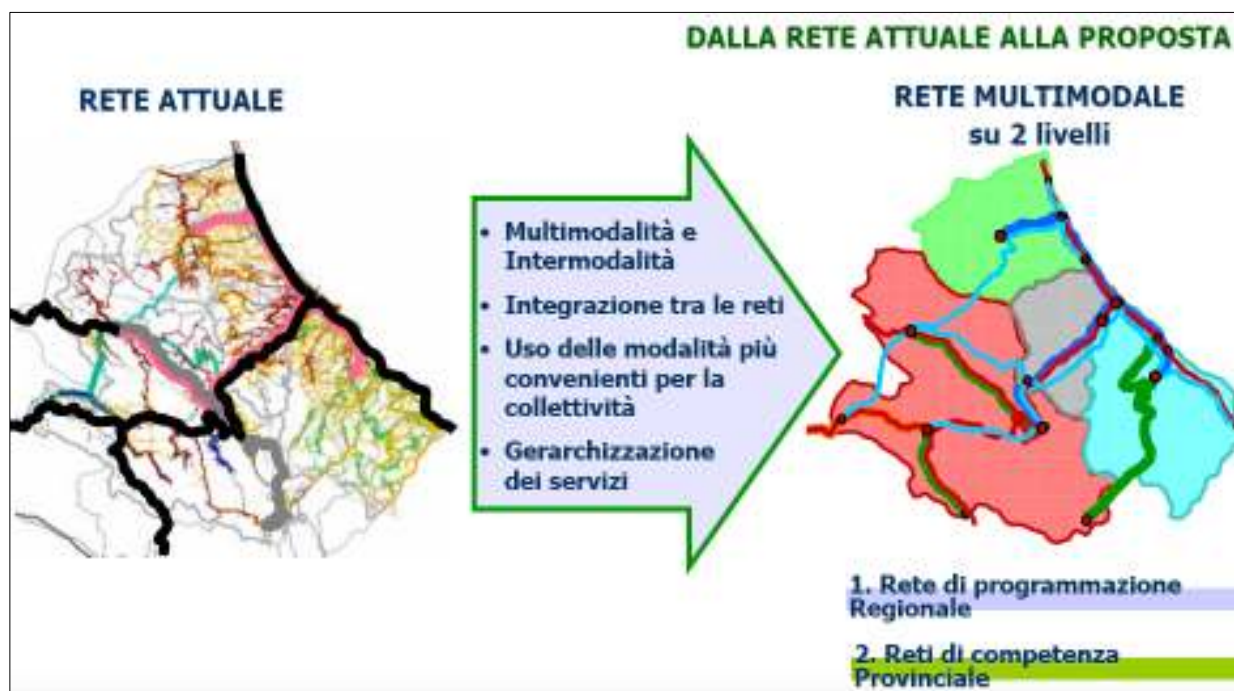 DALLA RETE ATTUALE ALLA PROPOSTA
RETE ATTUALE
RETE MULTIMODALE
su 2 livelli
• Multimodalità e
Intermodalità
• Integrazione tra le reti
• Uso delle modalità più
convenienti per la
collettività
• Gerarchizzazione
dei servizi
1. Rete di programmazione
Regionale
2. Reti di competenza
Provinciale